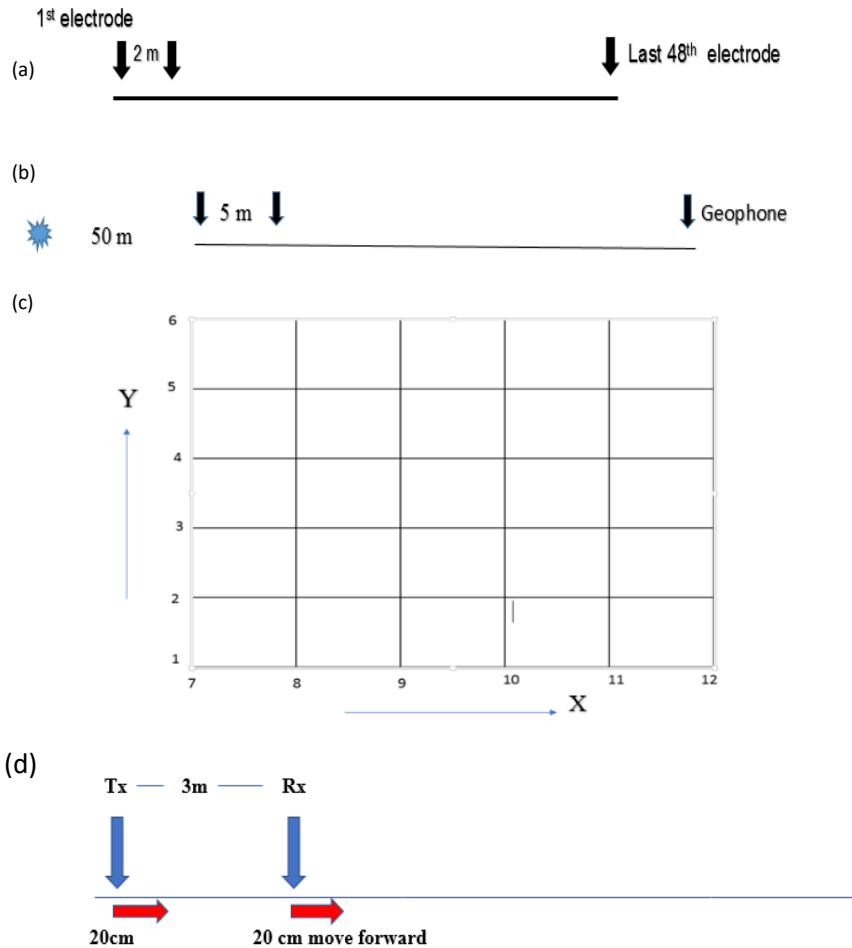 1st electrode
(a)
2 m
Last 48th electrode
(b)
50 m
5 m
Geophone
(c)
6
5
Y
4
3
2
1
7 8 9 10 11 12
X
(d)
Tx — 3m — Rx
20cm
20 cm move forward